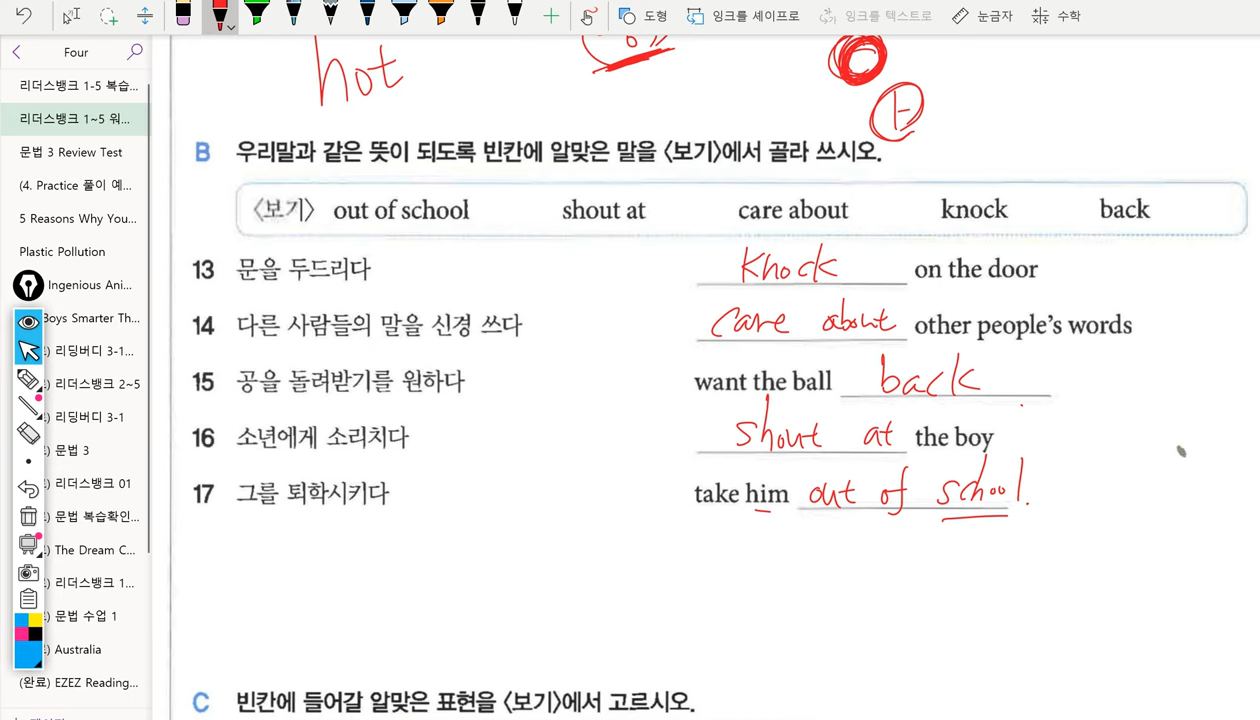 도형 잉크를 셰이프로 잉크를 텍스트로 눈금자 수학
Four
리더스뱅크 1-5 복습...
리더스뱅크 1~5 워...
문법 3 Review Test
(4. Practice 풀이 예...
5 Reasons Why You...
Plastic Pollution
Ingenious Ani...
Boys Smarter Th...
) 리딩버디 3-1...
) 리더스뱅크 2~5
) 리딩버디 3-1
) 문법 3
) 리더스뱅크 01
) 문법 복습확인...
) The Dream C...
) 리더스뱅크 1...
) 문법 수업 1
) Australia
(완료) EZEZ Reading...
hot
B 우리말과 같은 뜻이 되도록 빈칸에 알맞은 말을 〈보기〉에서 골라 쓰시오.
〈보기〉 out of school shout at care about knock back
13 문을 두드리다 knock on the door
14 다른 사람들의 말을 신경 쓰다 care about other people's words
15 공을 돌려받기를 원하다 want the ball back
16 소년에게 소리치다 shout at the boy
17 그를 퇴학시키다 take him out of school.
C 빈칸에 들어갈 알맞은 표현을 〈보기〉에서 고르시오.